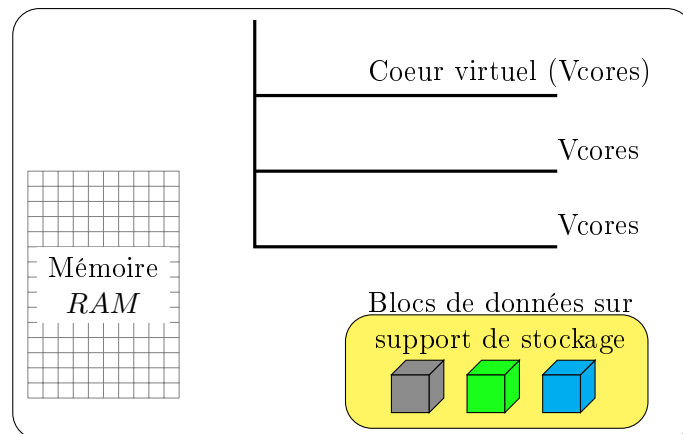 Coeur virtuel (Vcores)
Vcores
Vcores
Mémoire
RAM
Blocs de données sur
support de stockage